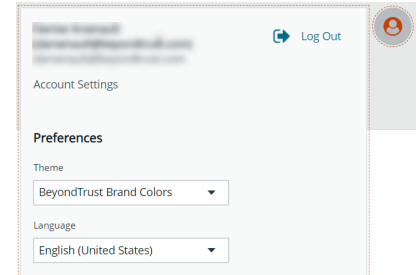 Log Out
Account Settings
Preferences
Theme
BeyondTrust Brand Colors
Language
English (United States)